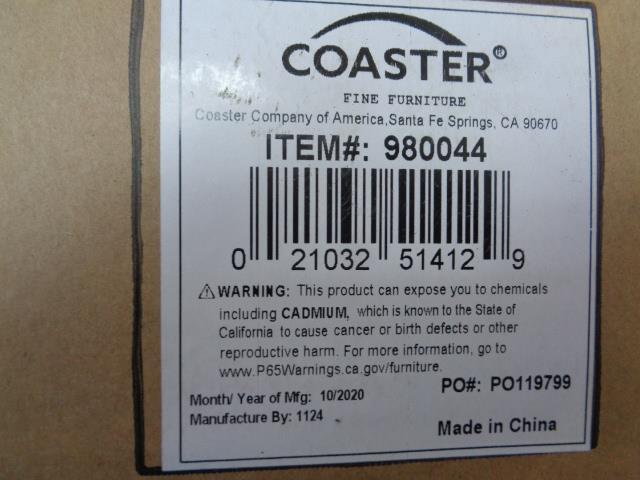 COASTER®
FINE FURNITURE
Coaster Company of America,Santa Fe Springs, CA 90670
ITEM#: 980044
0 21032 51412 9
⚠ WARNING: This product can expose you to chemicals
including CADMIUM, which is known to the State of
California to cause cancer or birth defects or other
reproductive harm. For more information, go to
www.P65Warnings.ca.gov/furniture.
PO#: PO119799
Month/ Year of Mfg: 10/2020
Manufacture By: 1124
Made in China